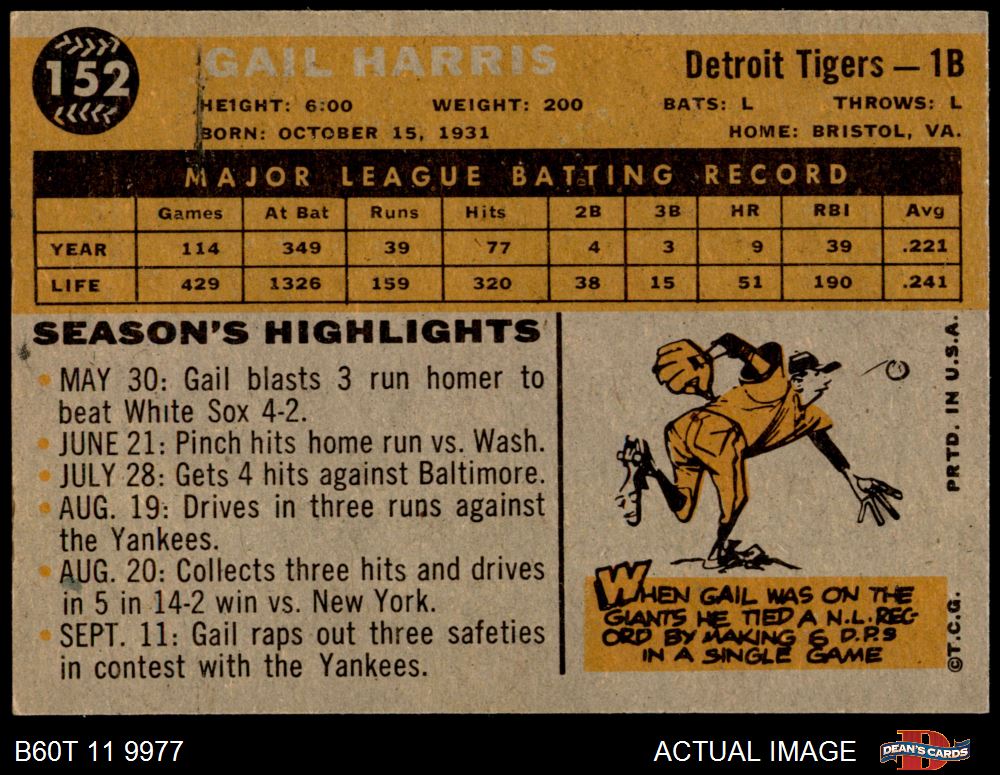 152
GAIL HARRIS
Detroit Tigers — 1B
HEIGHT: 6:00 WEIGHT: 200 BATS: L THROWS: L
BORN: OCTOBER 15, 1931 HOME: BRISTOL, VA.
MAJOR LEAGUE BATTING RECORD
Games At Bat Runs Hits 2B 3B HR RBI Avg
YEAR 114 349 39 77 4 3 9 39 .221
LIFE 429 1326 159 320 38 15 51 190 .241
SEASON'S HIGHLIGHTS
• MAY 30: Gail blasts 3 run homer to
beat White Sox 4-2.
• JUNE 21: Pinch hits home run vs. Wash.
• JULY 28: Gets 4 hits against Baltimore.
• AUG. 19: Drives in three runs against
the Yankees.
• AUG. 20: Collects three hits and drives
in 5 in 14-2 win vs. New York.
• SEPT. 11: Gail raps out three safeties
in contest with the Yankees.
WHEN GAIL WAS ON THE
GIANTS HE TIED A N.L. REC-
ORD BY MAKING 6 D.P.S
IN A SINGLE GAME
©T.C.G. PRTD. IN U.S.A.
B60T 11 9977
ACTUAL IMAGE
DEAN'S CARDS